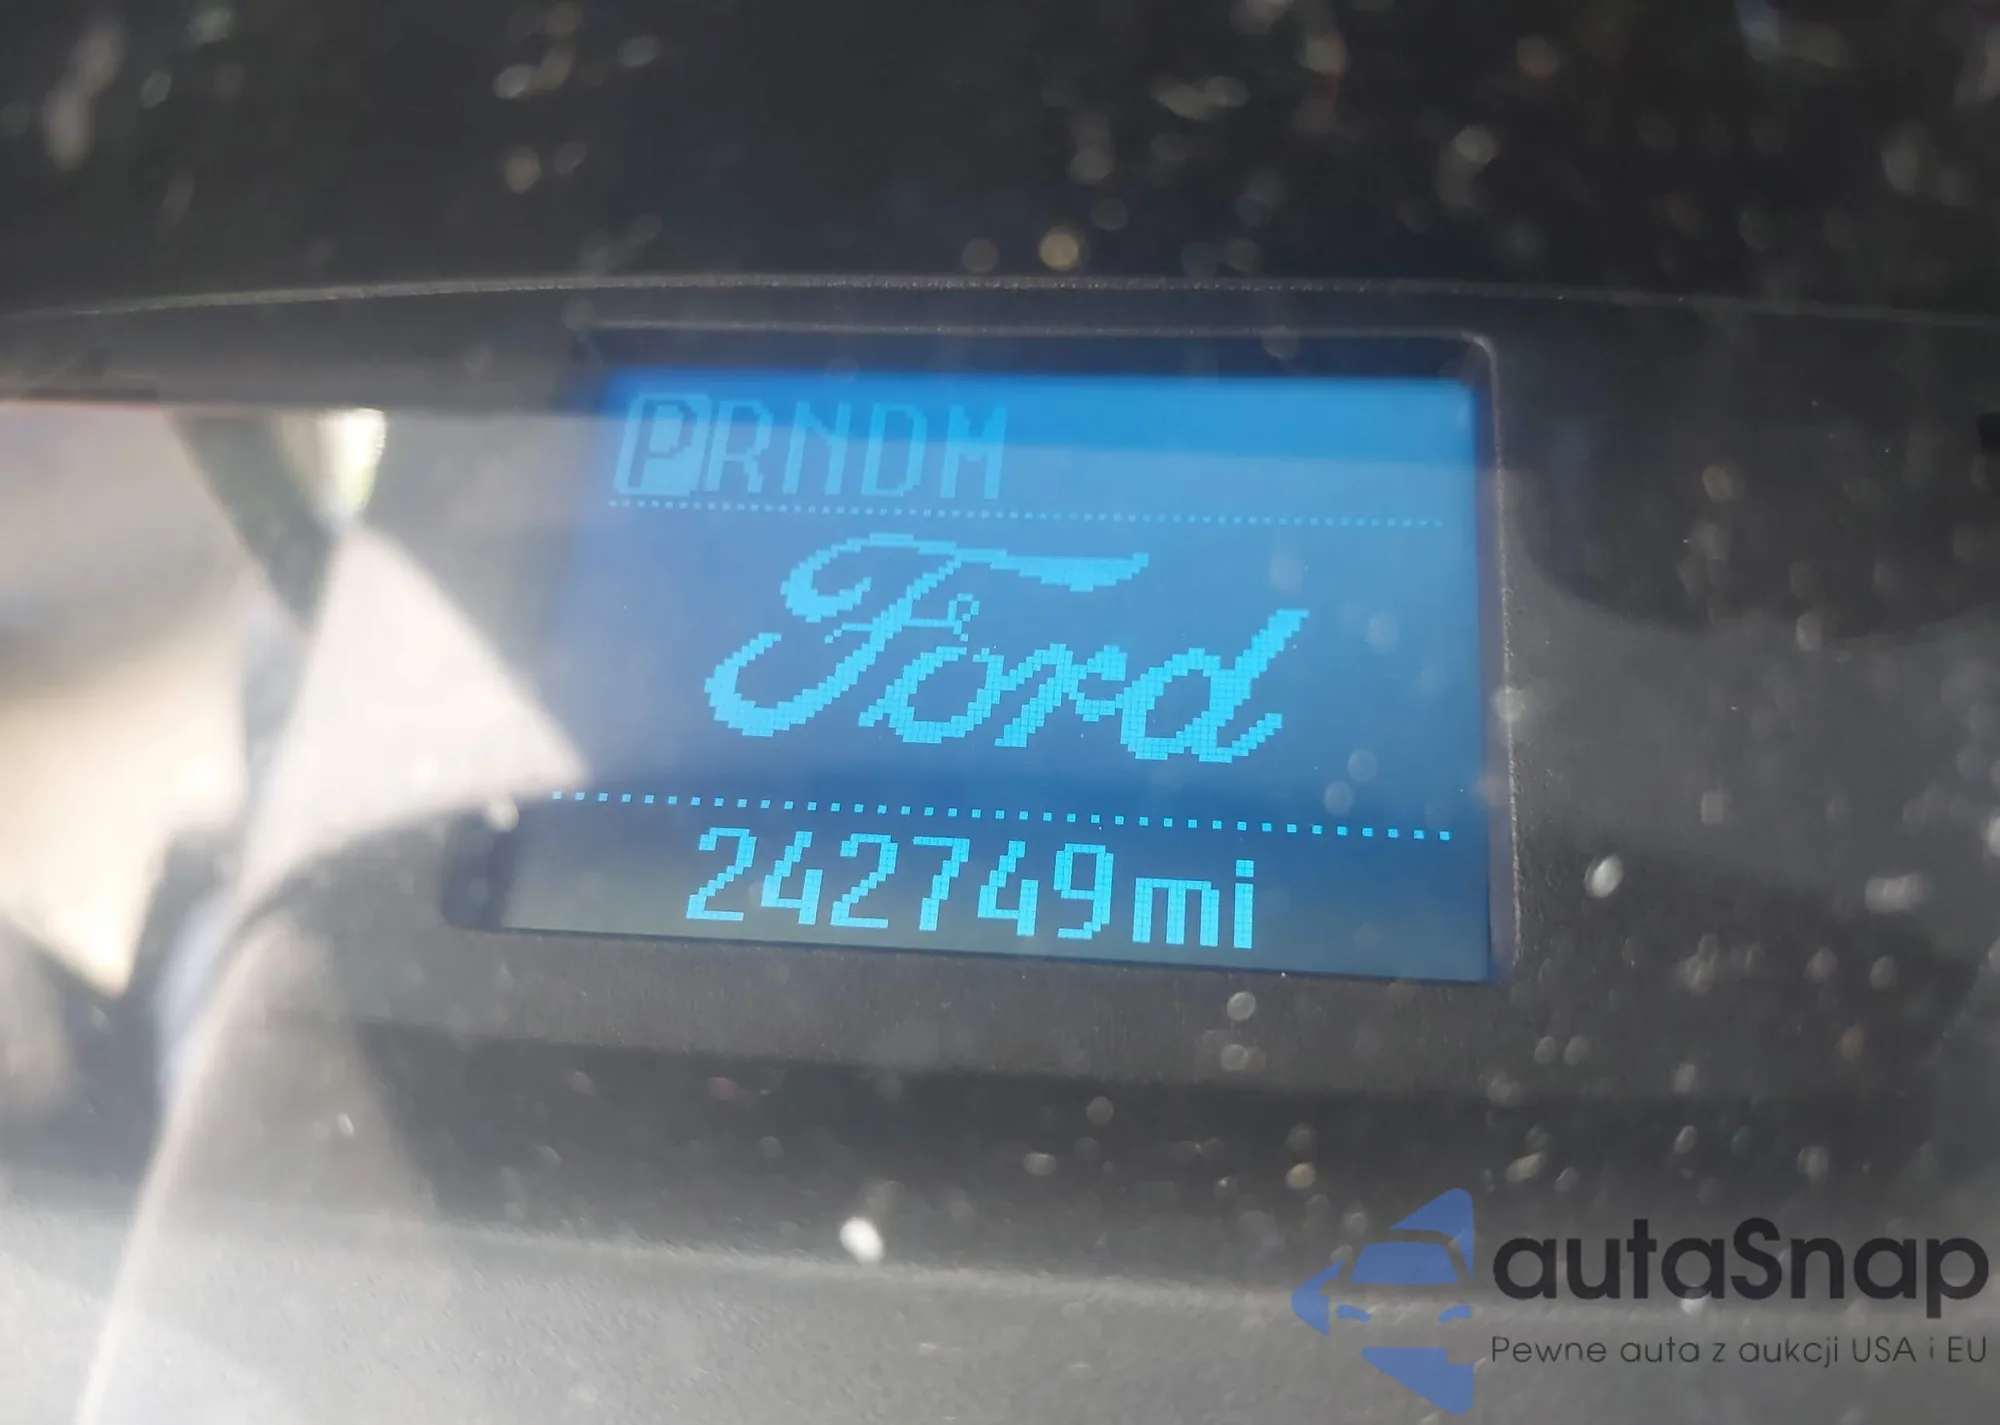 PRNDM
Ford
242749mi
autaSnap
Pewne auta z aukcji USA i EU